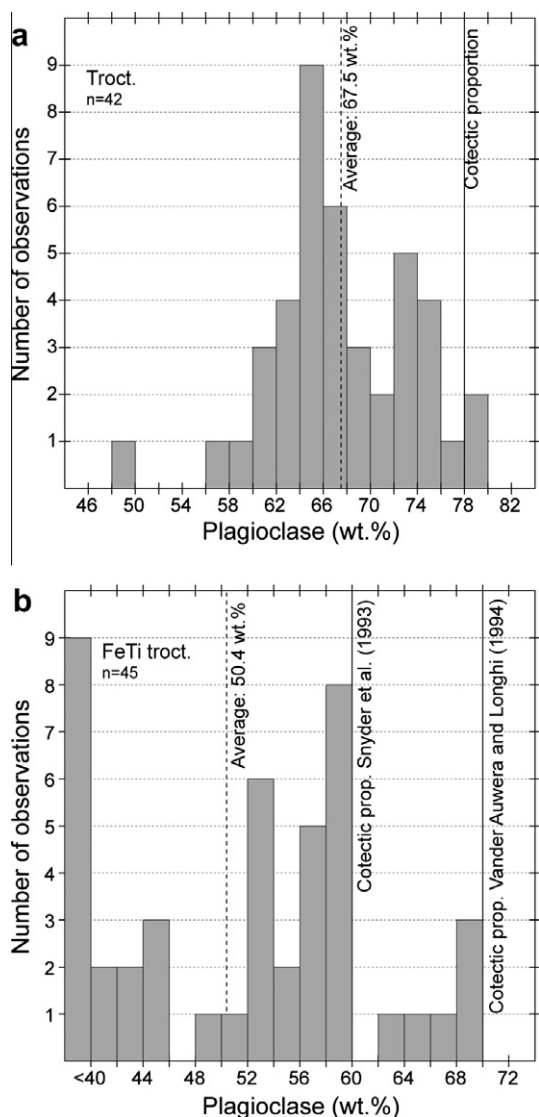 a
Troct.
n=42
Average: 67.5 wt.%
Cotectic proportion
Number of observations
9
8
7
6
5
4
3
2
1
46 50 54 58 62 66 70 74 78 82
Plagioclase (wt.%)
b
FeTi troct.
n=45
Average: 50.4 wt.%
Cotectic prop. Snyder et al. (1993)
Cotectic prop. Vander Auwera and Longhi (1994)
Number of observations
9
8
7
6
5
4
3
2
1
<40 44 48 52 56 60 64 68 72
Plagioclase (wt.%)